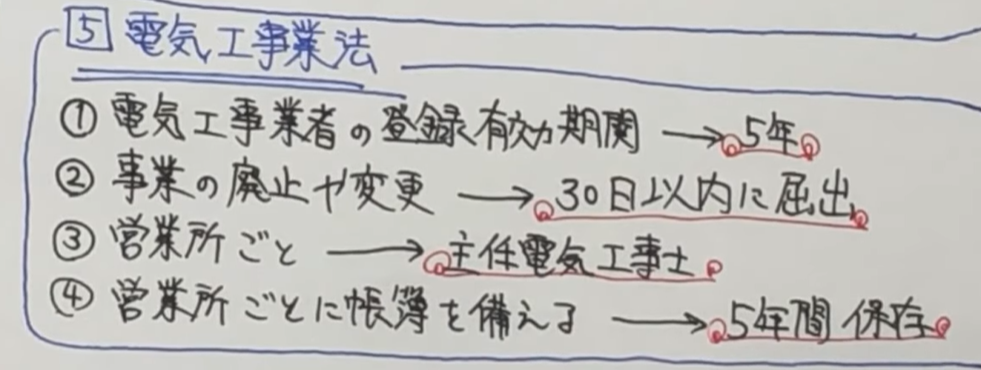 5 電気工事業法
① 電気工事業者の登録有効期間 → 5年
② 事業の廃止や変更 → 30日以内に届出
③ 営業所ごと → 主任電気工事士
④ 営業所ごとに帳簿を備える → 5年間保存